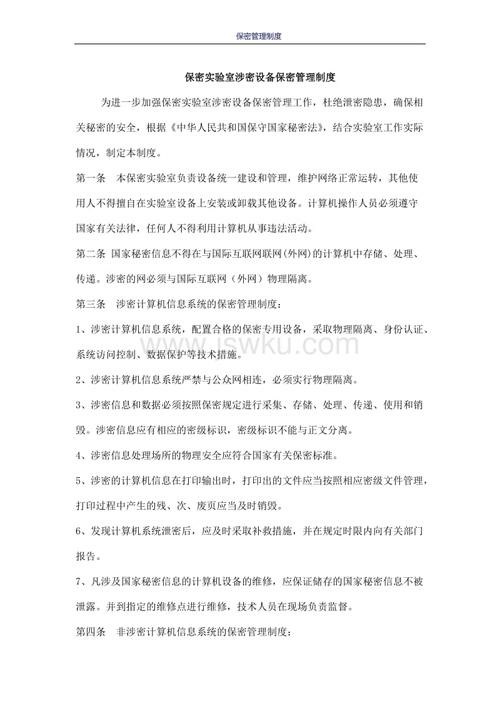 保密管理制度
保密实验室涉密设备保密管理制度
为进一步加强保密实验室涉密设备保密管理工作，杜绝泄密隐患，确保相
关秘密的安全，根据《中华人民共和国保守国家秘密法》，结合实验室工作实际
情况，制定本制度。
第一条 本保密实验室负责设备统一建设和管理，维护网络正常运转，其他使
用人不得擅自在实验室设备上安装或卸载其他设备。计算机操作人员必须遵守
国家有关法律，任何人不得利用计算机从事违法活动。
第二条 国家秘密信息不得在与国际互联网联网(外网)的计算机中存储、处理、
传递。涉密的网必须与国际互联网（外网）物理隔离。
第三条 涉密计算机信息系统的保密管理制度：
1、涉密计算机信息系统，配置合格的保密专用设备，采取物理隔离、身份认证、
系统访问控制、数据保护等技术措施。
www.jswku.com
2、涉密计算机信息系统严禁与公众网相连，必须实行物理隔离。
3、涉密信息和数据必须按照保密规定进行采集、存储、处理、传递、使用和销
毁。涉密信息应有相应的密级标识，密级标识不能与正文分离。
4、涉密信息处理场所的物理安全应符合国家有关保密标准。
5、涉密的计算机信息在打印输出时，打印出的文件应当按照相应密级文件管理，
打印过程中产生的残、次、废页应当及时销毁。
6、发现计算机系统泄密后，应及时采取补救措施，并在规定时限内向有关部门
报告。
7、凡涉及国家秘密信息的计算机设备的维修，应保证储存的国家秘密信息不被
泄露。并到指定的维修点进行维修，技术人员在现场负责监督。
第四条 非涉密计算机信息系统的保密管理制度；